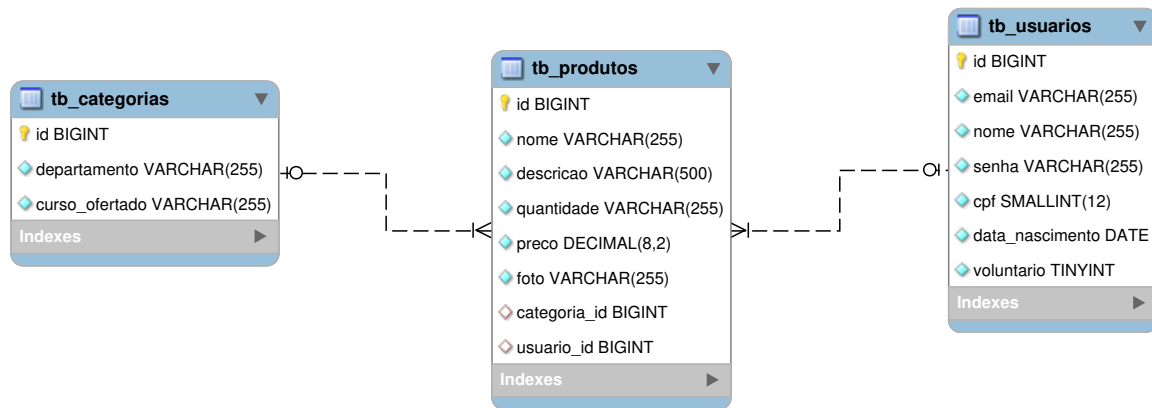 tb_categorias
id BIGINT
departamento VARCHAR(255)
curso_ofertado VARCHAR(255)
Indexes
tb_produtos
id BIGINT
nome VARCHAR(255)
descricao VARCHAR(500)
quantidade VARCHAR(255)
preco DECIMAL(8,2)
foto VARCHAR(255)
categoria_id BIGINT
usuario_id BIGINT
Indexes
tb_usuarios
id BIGINT
email VARCHAR(255)
nome VARCHAR(255)
senha VARCHAR(255)
cpf SMALLINT(12)
data_nascimento DATE
voluntario TINYINT
Indexes